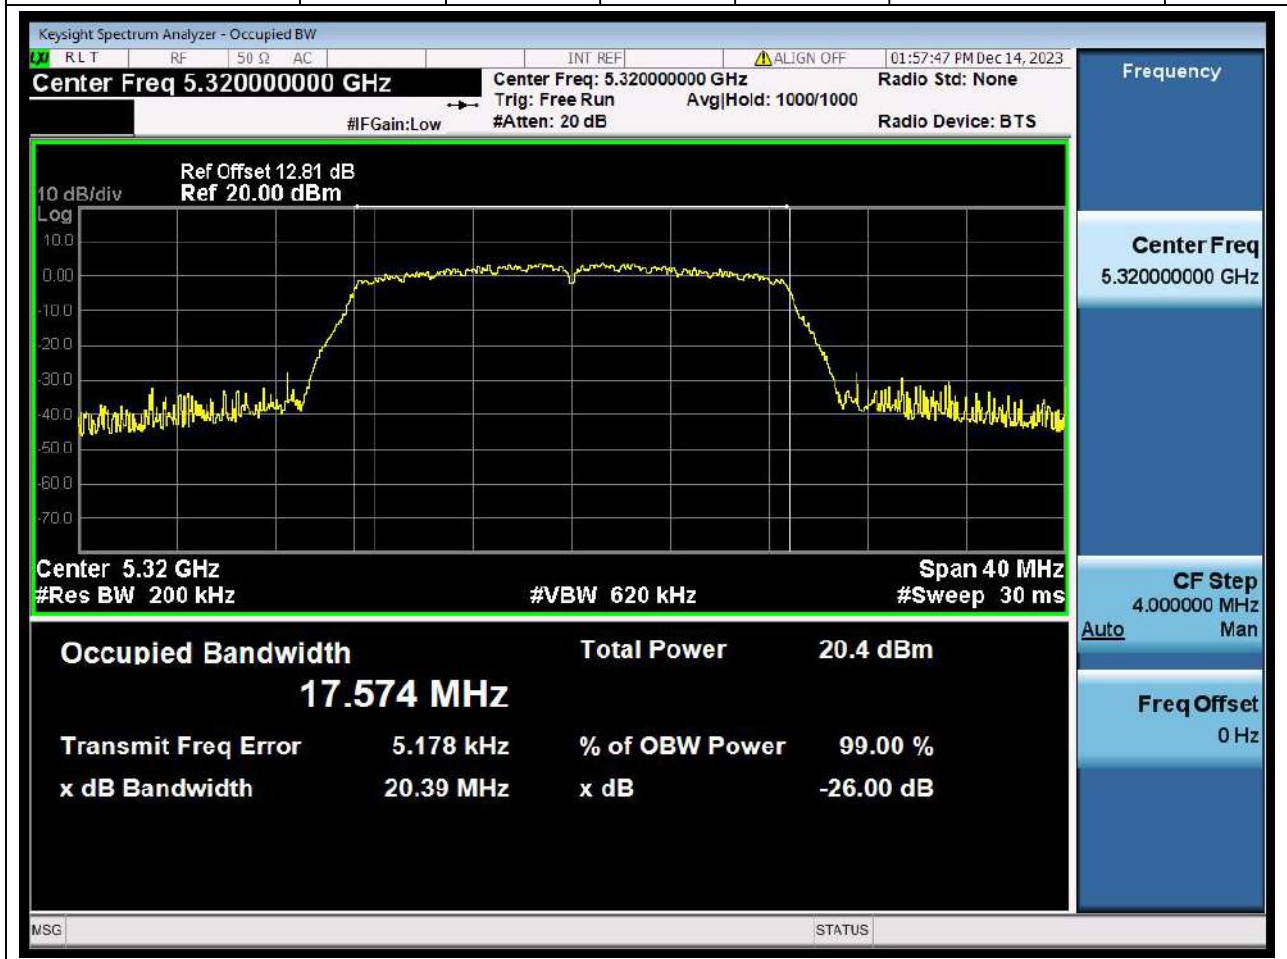 Keysight Spectrum Analyzer - Occupied BW
LXI RLT RF 50 Ω AC INT REF ALIGN OFF 01:57:47 PM Dec 14, 2023
Center Freq 5.320000000 GHz
Center Freq: 5.320000000 GHz
Radio Std: None
Trig: Free Run
Avg|Hold: 1000/1000
#IFGain:Low
#Atten: 20 dB
Radio Device: BTS
Ref Offset 12.81 dB
10 dB/div
Ref 20.00 dBm
Log
10.0
0.00
-10.0
-20.0
-30.0
-40.0
-50.0
-60.0
-70.0
Center 5.32 GHz
Span 40 MHz
#Res BW 200 kHz
#VBW 620 kHz
#Sweep 30 ms
Occupied Bandwidth
17.574 MHz
Total Power 20.4 dBm
Transmit Freq Error 5.178 kHz
% of OBW Power 99.00 %
x dB Bandwidth 20.39 MHz
x dB -26.00 dB
Frequency
Center Freq
5.320000000 GHz
CF Step
4.000000 MHz
Auto Man
Freq Offset
0 Hz
MSG
STATUS